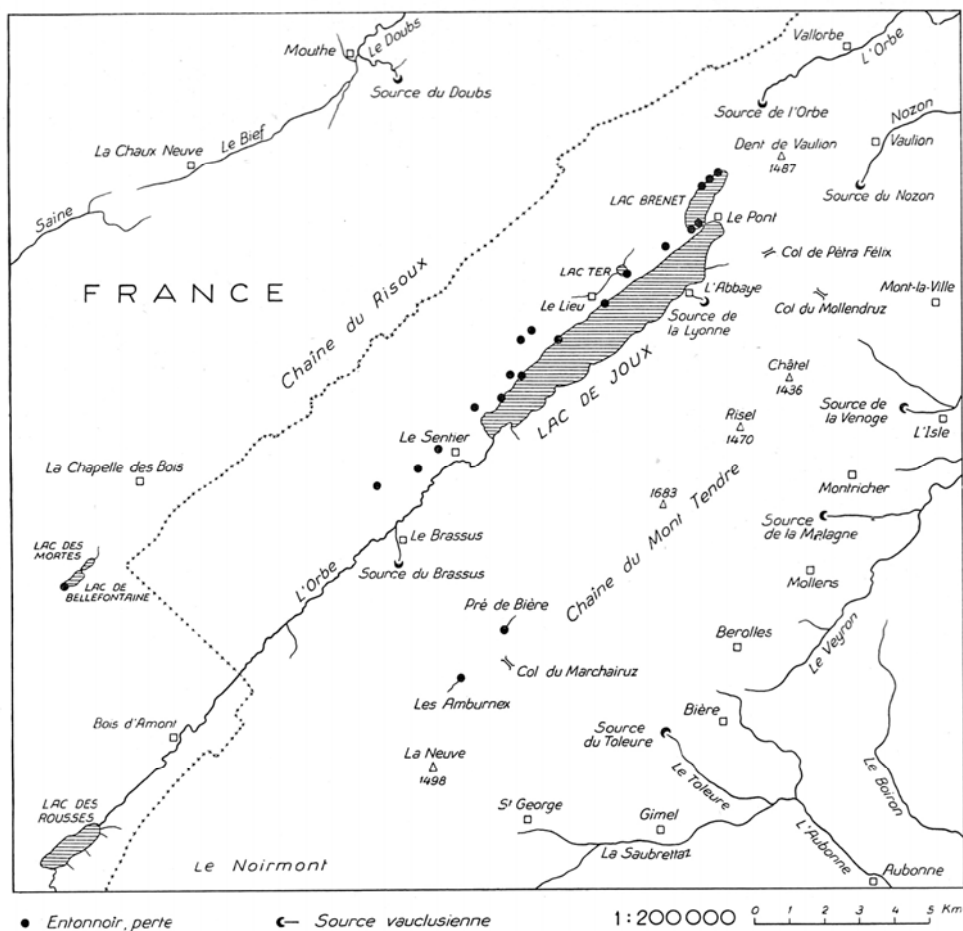 Mouthe
Le Doubs
Source du Doubs
Vallorbe
L'Orbe
Source de l'Orbe
Nozon
La Chaux Neuve
Le Bief
Dent de Vaulion
1487
Vaulion
Source du Nozon
Saine
LAC BRENET
Le Pont
Col de Pétra Félix
FRANCE
Chaîne du Risoux
LAC TER
Le Lieu
L'Abbaye
Source de
la Lyonne
Col du Mollendruz
Mont-la-Ville
LAC DE JOUX
Châtel
1436
Risel
1470
Source de
la Venoge
L'Isle
La Chapelle des Bois
Le Sentier
1683
Montricher
Chaîne du Mont Tendre
Source
de la Malagne
LAC DES
MORTES
LAC DE
BELLEFONTAINE
Le Brassus
Source du Brassus
L'Orbe
Mollens
Pré de Bière
Berolles
Le Veyron
Col du Marchairuz
Les Amburnex
Bois d'Amont
La Neuve
1498
Source
du Toleure
Bière
Le Toleure
Le Boiron
LAC DES
ROUSSES
St George
Gimel
L'Aubonne
La Saubrettaz
Le Noirmont
Aubonne
Entonnoir, perte
Source vauclusienne
1:200000
0 1 2 3 4 5 Km